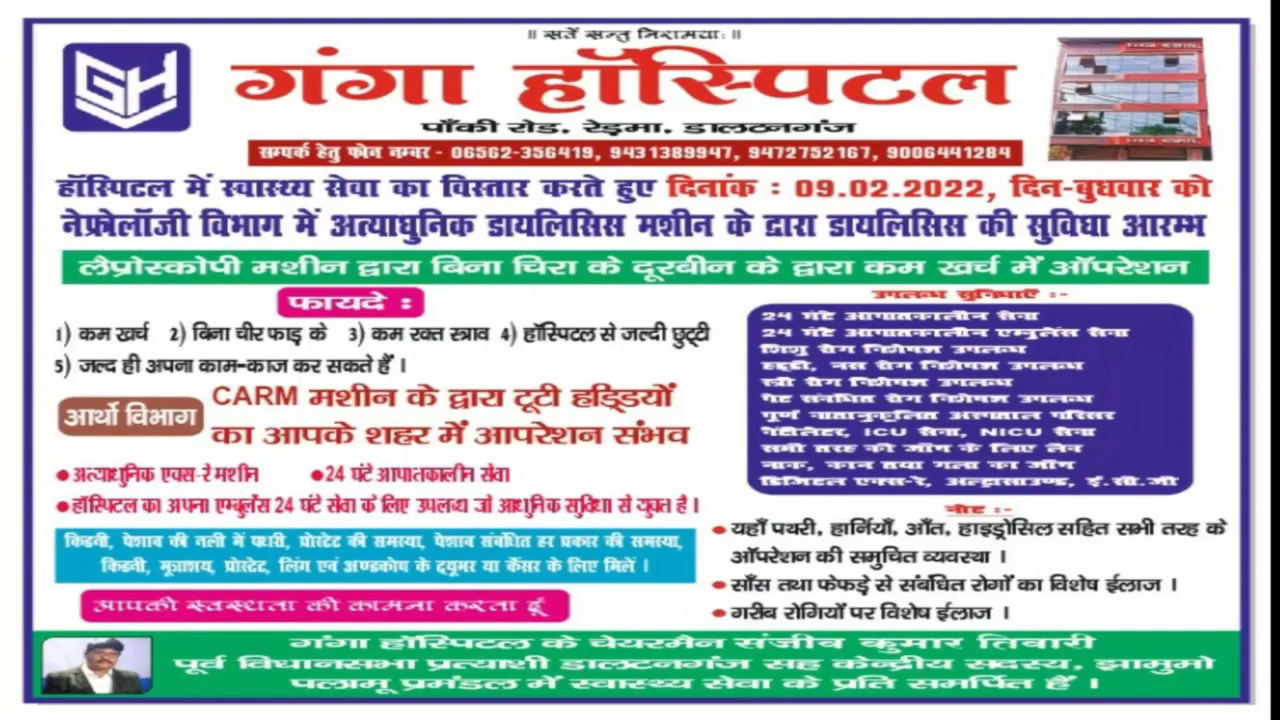 ॥ सर्वे सन्तु निरामयाः ॥
GH
गंगा हॉस्पिटल
पाँकी रोड, रेड़मा, डालटनगंज
सम्पर्क हेतु फोन नम्बर - 06562-356419, 9431389947, 9472752167, 9006441284
हॉस्पिटल में स्वास्थ्य सेवा का विस्तार करते हुए दिनांक : 09.02.2022, दिन-बुधवार को
नेफ्रोलॉजी विभाग में अत्याधुनिक डायलिसिस मशीन के द्वारा डायलिसिस की सुविधा आरम्भ
लैप्रोस्कोपी मशीन द्वारा बिना चिरा के दूरबीन के द्वारा कम खर्च में ऑपरेशन
फायदे :
1) कम खर्च 2) बिना चीर फाड़ के 3) कम रक्त स्त्राव 4) हॉस्पिटल से जल्दी छुट्टी
5) जल्द ही अपना काम-काज कर सकते हैं ।
आर्थो विभाग
CARM मशीन के द्वारा टूटी हड्डियों
का आपके शहर में आपरेशन संभव
● अत्याधुनिक एक्स-रे मशीन ● 24 घंटे आपातकालीन सेवा
● हॉस्पिटल का अपना एम्बुलेंस 24 घंटे सेवा के लिए उपलब्ध जो आधुनिक सुविधा से युक्त है ।
किडनी, पेशाब की नली में पथरी, प्रोस्टेट की समस्या, पेशाब संबंधित हर प्रकार की समस्या,
किडनी, मूत्राशय, प्रोस्टेट, लिंग एवं अण्डकोष के ट्यूमर या कैंसर के लिए मिलें ।
आपकी स्वस्थता की कामना करता हूं
उपलब्ध सुविधाएँ :-
24 घंटे आपातकालीन सेवा
24 घंटे आपातकालीन एम्बुलेंस सेवा
शिशु रोग विशेषज्ञ उपलब्ध
हड्डी, नस रोग विशेषज्ञ उपलब्ध
स्त्री रोग विशेषज्ञ उपलब्ध
पेट संबंधित रोग विशेषज्ञ उपलब्ध
पूर्ण वातानुकूलित अस्पताल परिसर
वेंटीलेटर, ICU सेवा, NICU सेवा
सभी तरह की जाँच के लिए लैब
नाक, कान तथा गला का जाँच
डिजिटल एक्स-रे, अल्ट्रासाउण्ड, ई.सी.जी
नोट :-
● यहाँ पथरी, हार्नियाँ, आँत, हाइड्रोसिल सहित सभी तरह के
ऑपरेशन की समुचित व्यवस्था ।
● साँस तथा फेफड़े से संबंधित रोगों का विशेष ईलाज ।
● गरीब रोगियों पर विशेष ईलाज ।
गंगा हॉस्पिटल के चेयरमैन संजीव कुमार तिवारी
पूर्व विधानसभा प्रत्याशी डालटनगंज सह केन्द्रीय सदस्य, झामुमो
पलामू प्रमंडल में स्वास्थ्य सेवा के प्रति समर्पित हैं ।